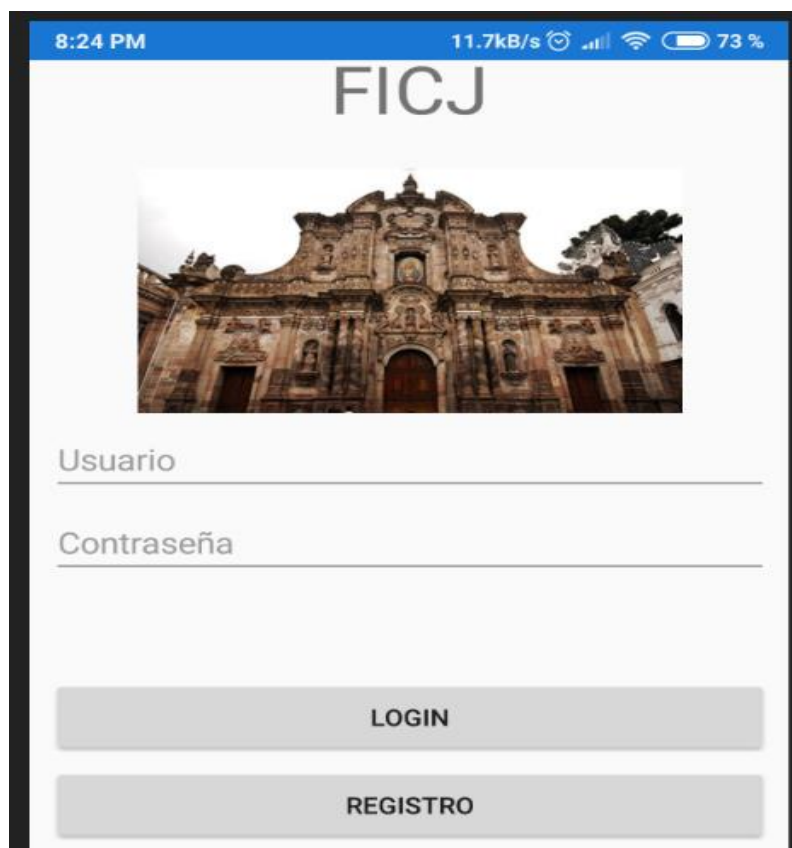 8:24 PM 11.7kB/s 73 %
FICJ
Usuario
Contraseña
LOGIN
REGISTRO